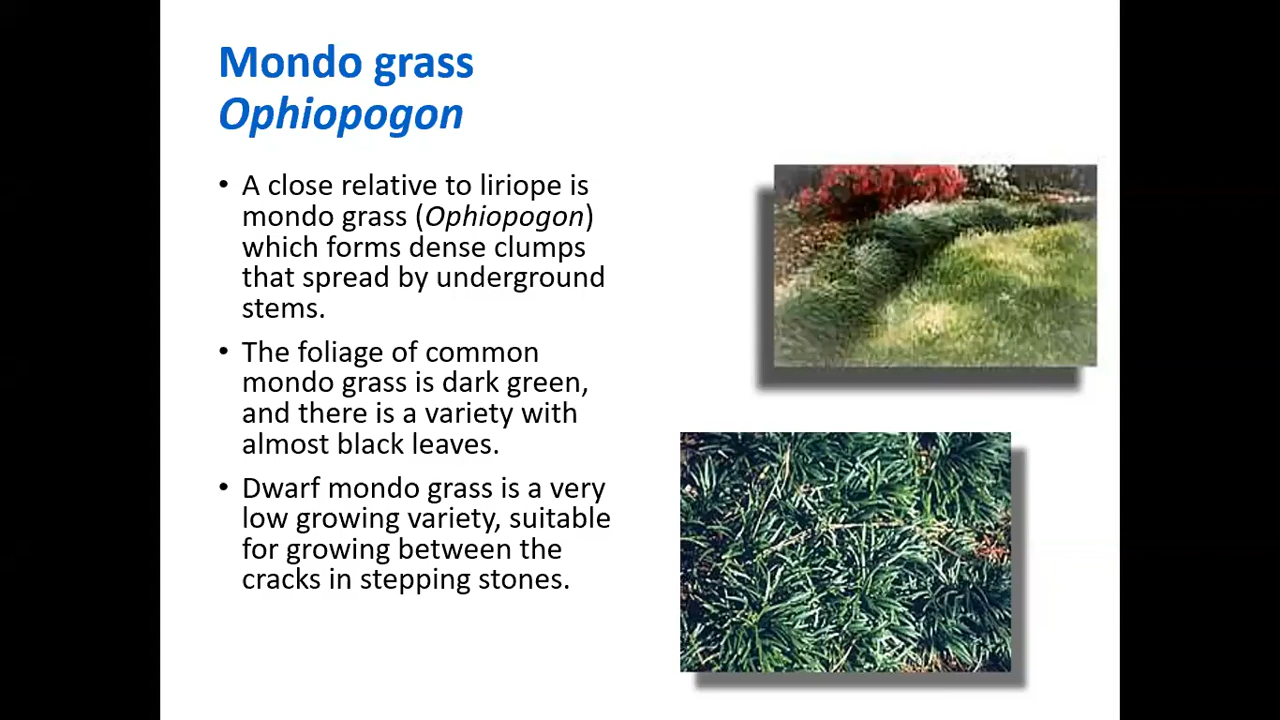 Mondo grass
Ophiopogon
• A close relative to liriope is
mondo grass (Ophiopogon)
which forms dense clumps
that spread by underground
stems.
• The foliage of common
mondo grass is dark green,
and there is a variety with
almost black leaves.
• Dwarf mondo grass is a very
low growing variety, suitable
for growing between the
cracks in stepping stones.